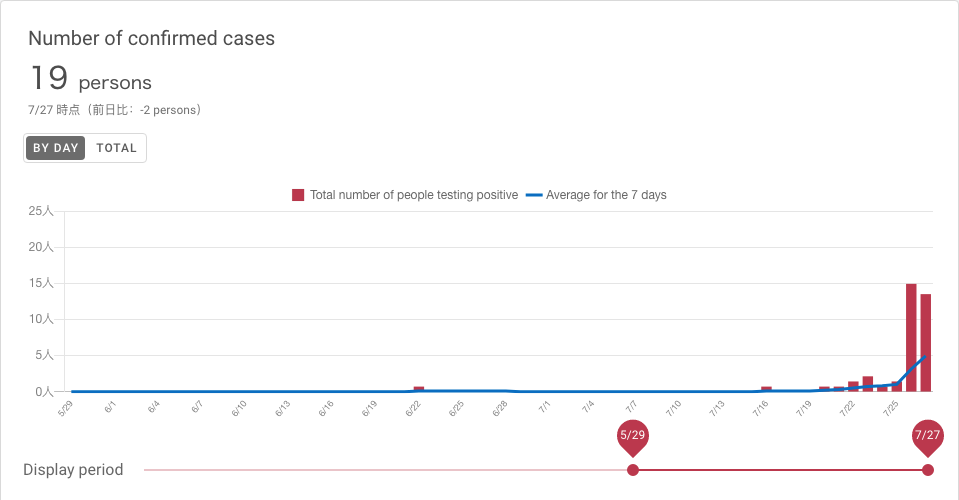 Number of confirmed cases
19 persons
7/27 時点（前日比：-2 persons）
BY DAY TOTAL
Total number of people testing positive Average for the 7 days
25人
20人
15人
10人
5人
0人
5/29 6/1 6/4 6/7 6/10 6/13 6/16 6/19 6/22 6/25 6/28 7/1 7/4 7/7 7/10 7/13 7/16 7/19 7/22 7/25
5/29 7/27
Display period